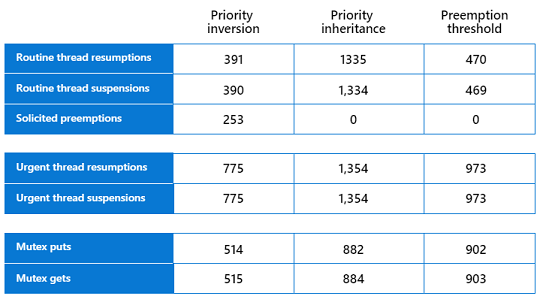 Priority Priority Preemption
inversion inheritance threshold
Routine thread resumptions 391 1335 470
Routine thread suspensions 390 1,334 469
Solicited preemptions 253 0 0
Urgent thread resumptions 775 1,354 973
Urgent thread suspensions 775 1,354 973
Mutex puts 514 882 902
Mutex gets 515 884 903